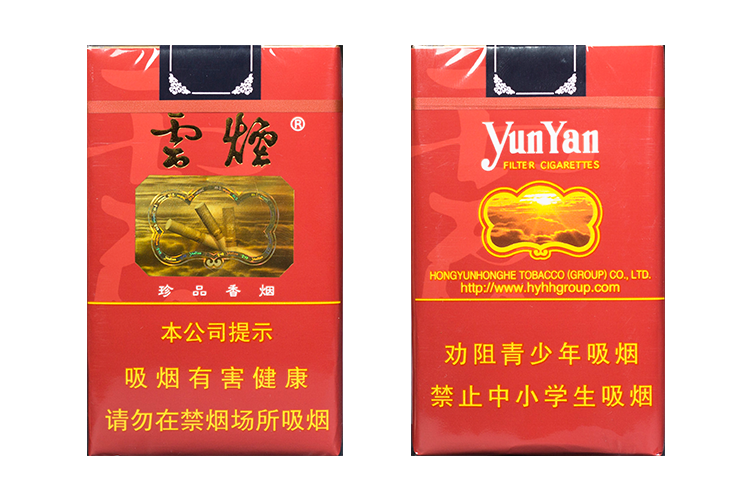 雲煙®
珍品香烟
本公司提示
吸烟有害健康
请勿在禁烟场所吸烟
YunYan
FILTER CIGARETTES
HONGYUNHONGHE TOBACCO (GROUP) CO., LTD.
http://www.hyhhgroup.com
劝阻青少年吸烟
禁止中小学生吸烟